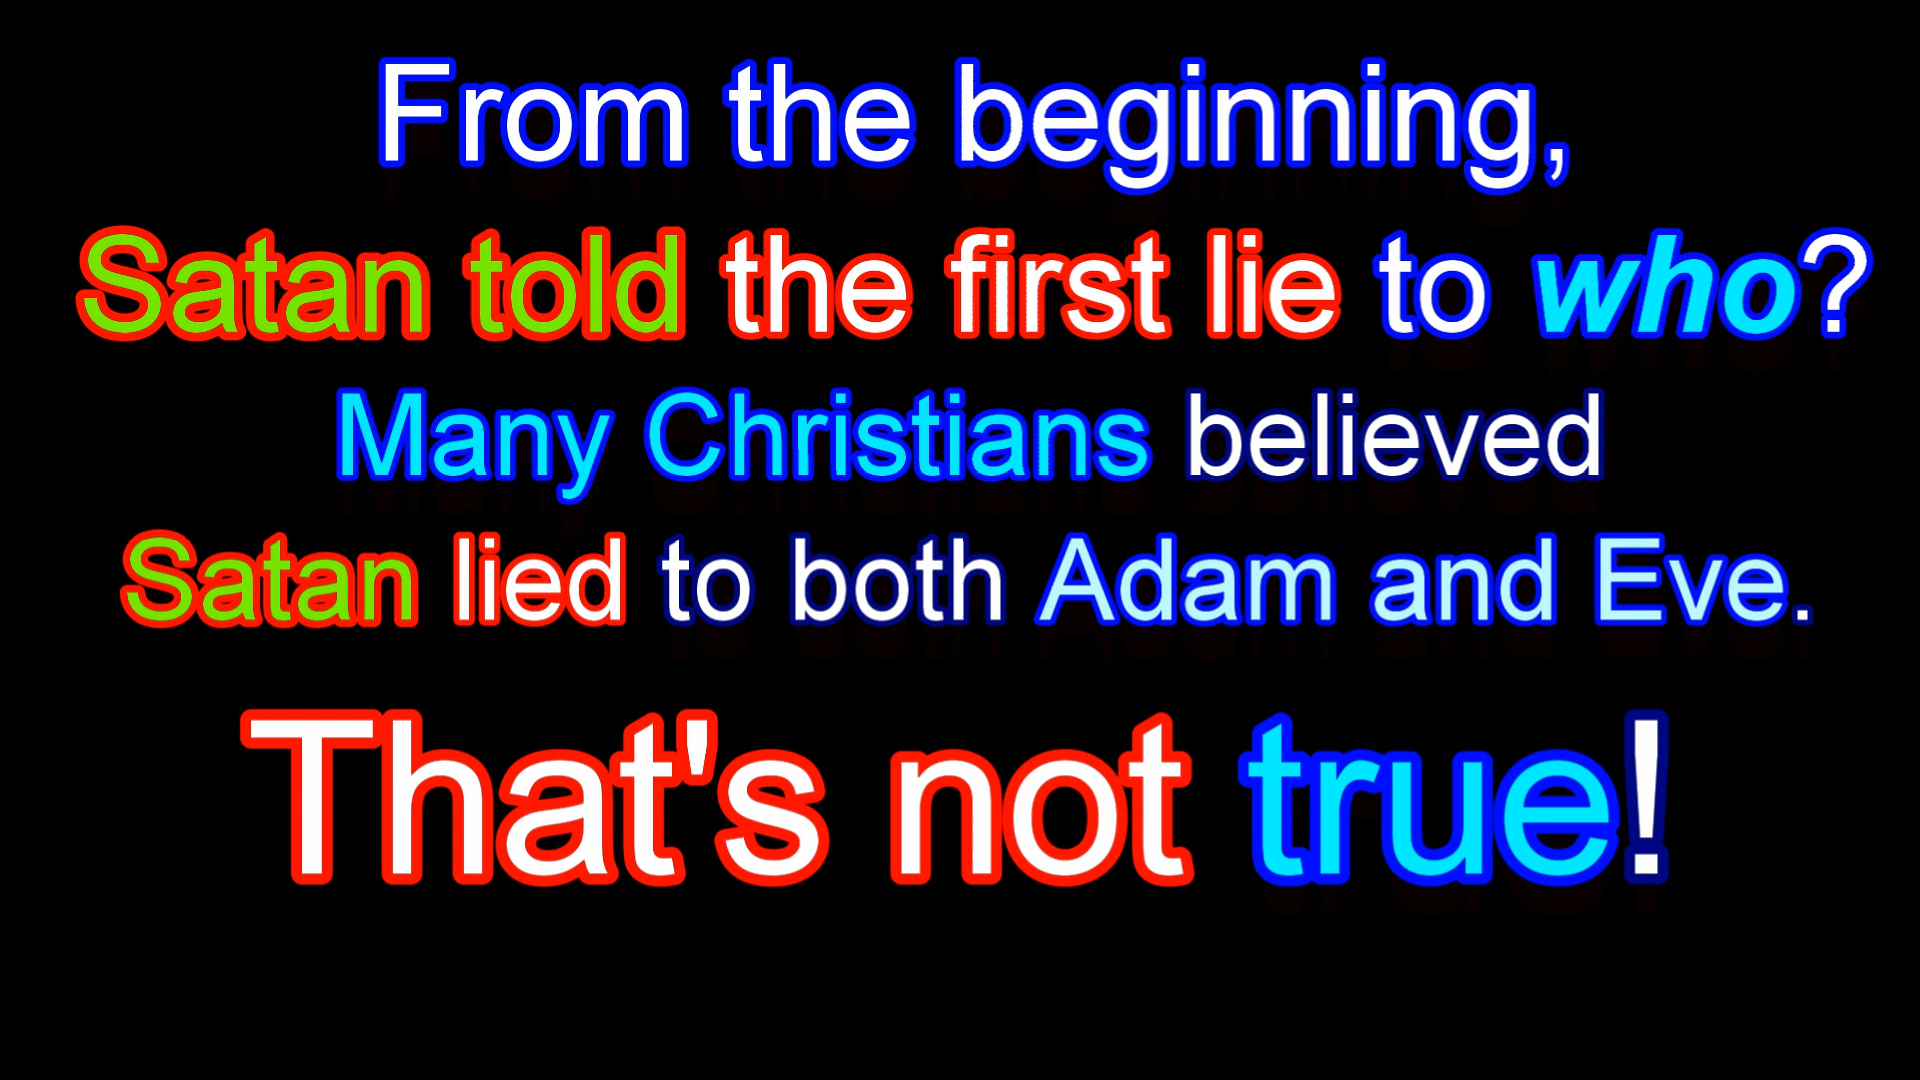 From the beginning,
Satan told the first lie to who?
Many Christians believed
Satan lied to both Adam and Eve.
That's not true!